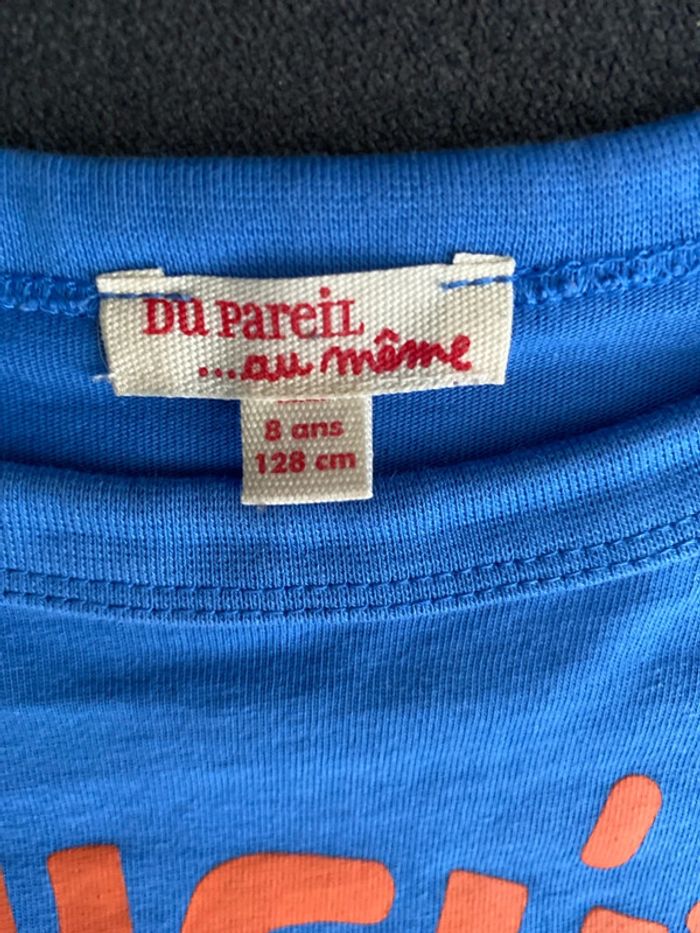 Du PareiL
...au même
8 ans
128 cm